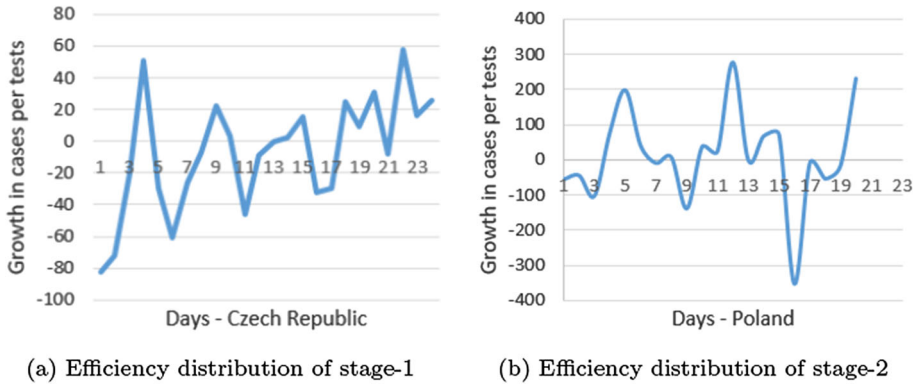 80
60
40
20
0
-20
-40
-60
-80
-100
Growth in cases per tests
1 3 5 7 9 11 13 15 17 19 21 23
Days - Czech Republic
(a) Efficiency distribution of stage-1
400
300
200
100
0
-100
-200
-300
-400
Growth in cases per tests
1 3 5 7 9 11 13 15 17 19 21 23
Days - Poland
(b) Efficiency distribution of stage-2